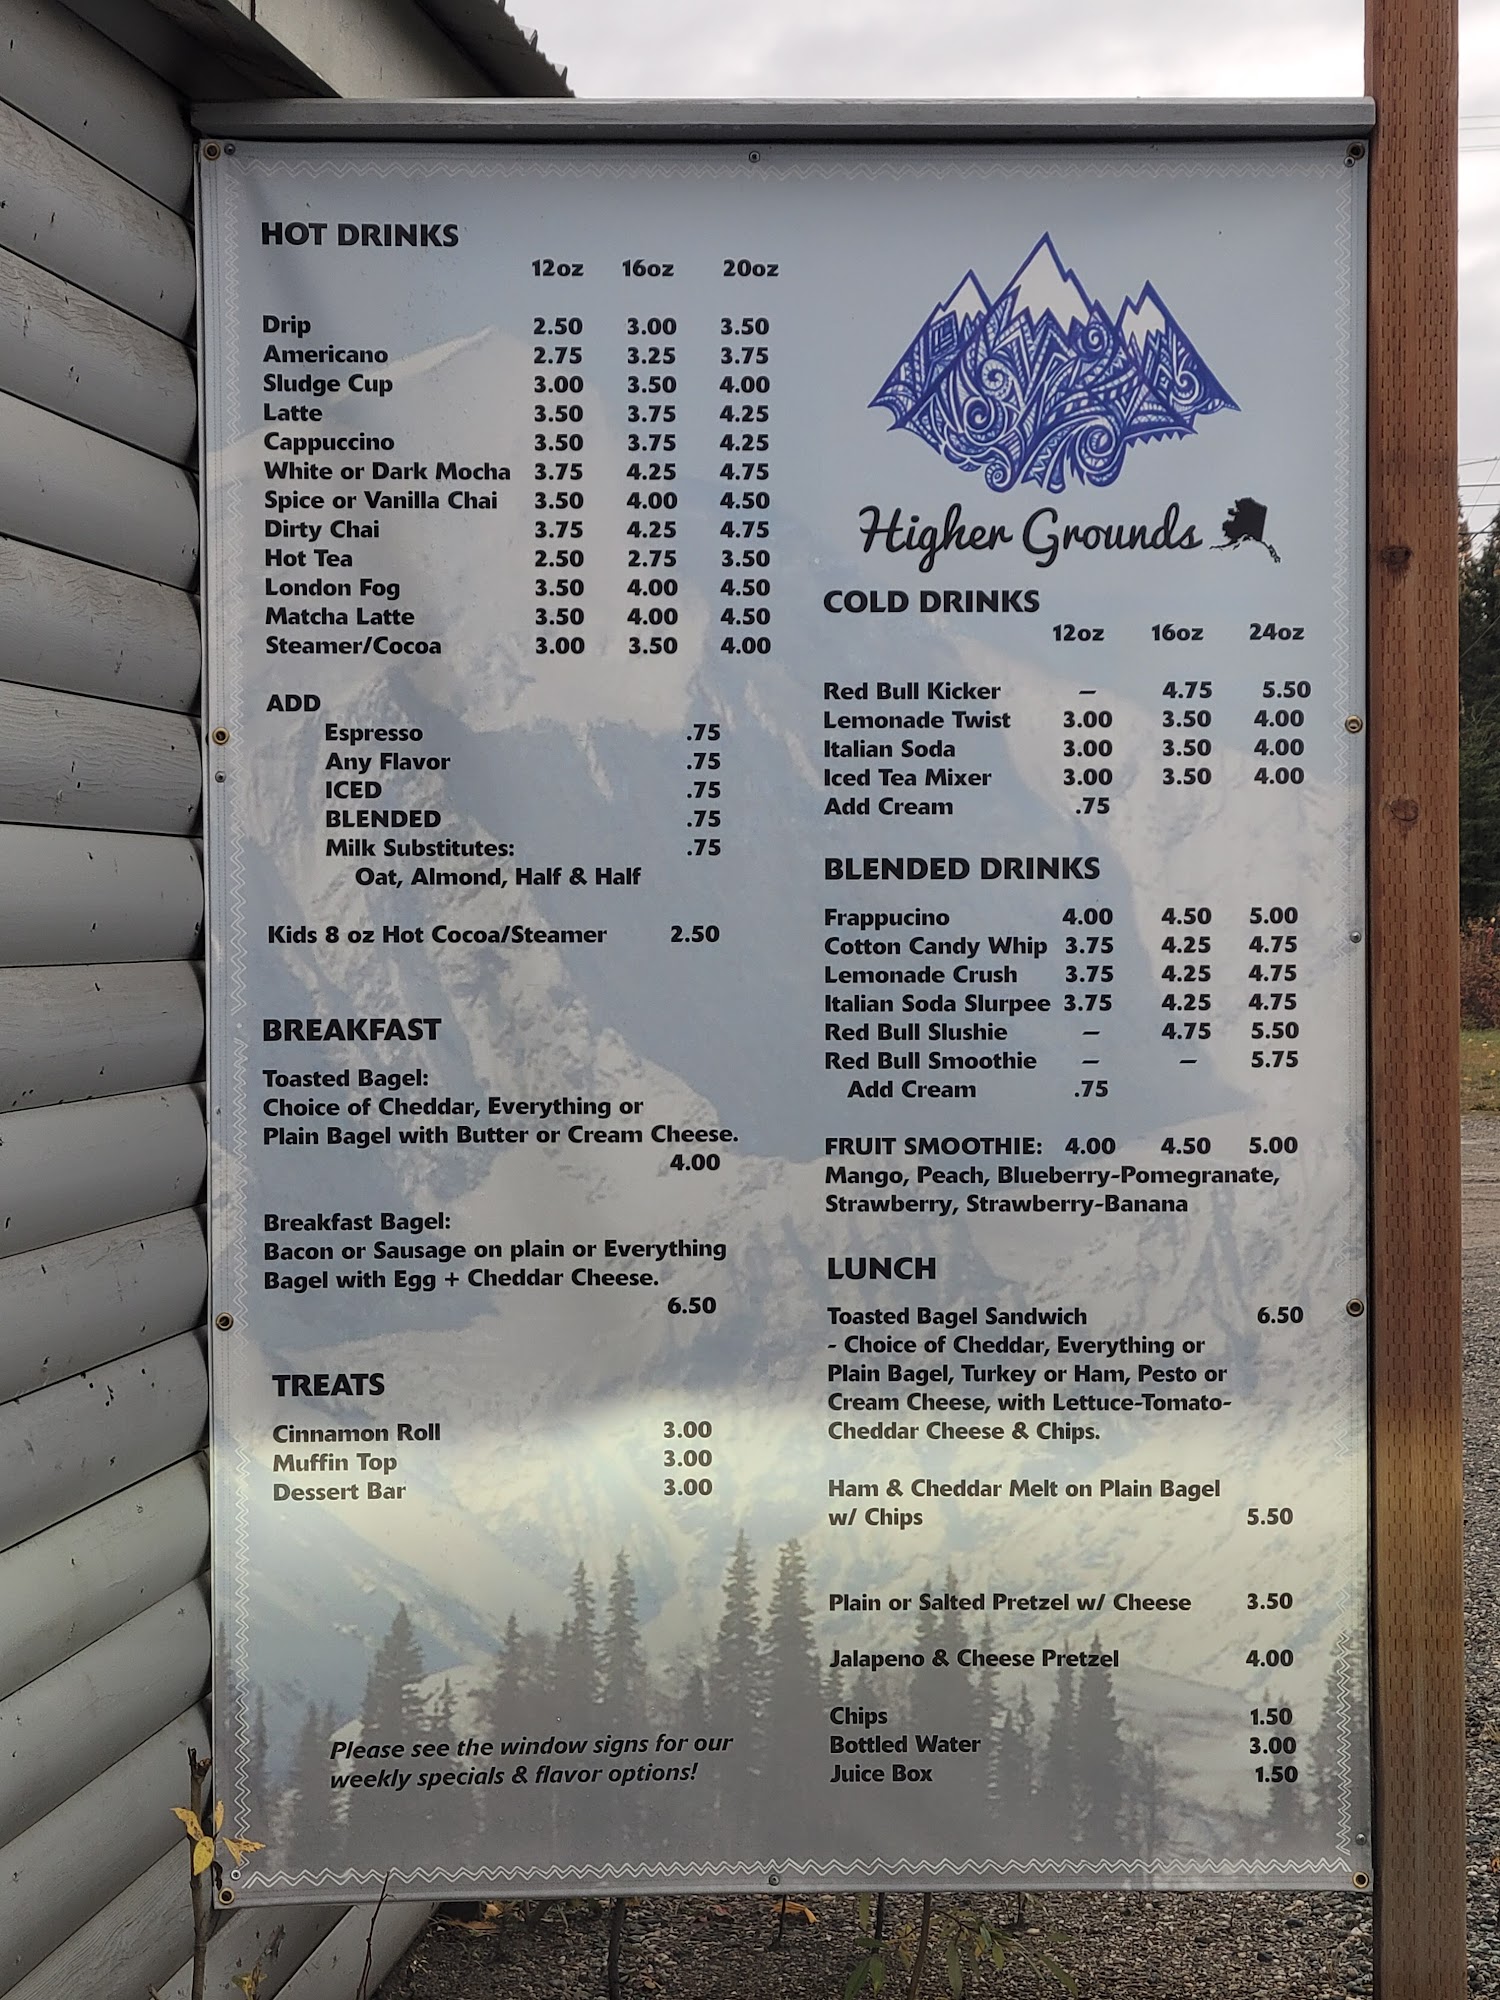 HOT DRINKS
12oz 16oz 20oz
Drip 2.50 3.00 3.50
Americano 2.75 3.25 3.75
Sludge Cup 3.00 3.50 4.00
Latte 3.50 3.75 4.25
Cappuccino 3.50 3.75 4.25
White or Dark Mocha 3.75 4.25 4.75
Spice or Vanilla Chai 3.50 4.00 4.50
Dirty Chai 3.75 4.25 4.75
Hot Tea 2.50 2.75 3.50
London Fog 3.50 4.00 4.50
Matcha Latte 3.50 4.00 4.50
Steamer/Cocoa 3.00 3.50 4.00
ADD
Espresso .75
Any Flavor .75
ICED .75
BLENDED .75
Milk Substitutes: .75
Oat, Almond, Half & Half
Kids 8 oz Hot Cocoa/Steamer 2.50
BREAKFAST
Toasted Bagel:
Choice of Cheddar, Everything or
Plain Bagel with Butter or Cream Cheese.
4.00
Breakfast Bagel:
Bacon or Sausage on plain or Everything
Bagel with Egg + Cheddar Cheese.
6.50
TREATS
Cinnamon Roll 3.00
Muffin Top 3.00
Dessert Bar 3.00
Please see the window signs for our
weekly specials & flavor options!
Higher Grounds
COLD DRINKS
12oz 16oz 24oz
Red Bull Kicker – 4.75 5.50
Lemonade Twist 3.00 3.50 4.00
Italian Soda 3.00 3.50 4.00
Iced Tea Mixer 3.00 3.50 4.00
Add Cream .75
BLENDED DRINKS
Frappucino 4.00 4.50 5.00
Cotton Candy Whip 3.75 4.25 4.75
Lemonade Crush 3.75 4.25 4.75
Italian Soda Slurpee 3.75 4.25 4.75
Red Bull Slushie – 4.75 5.50
Red Bull Smoothie – – 5.75
Add Cream .75
FRUIT SMOOTHIE: 4.00 4.50 5.00
Mango, Peach, Blueberry-Pomegranate,
Strawberry, Strawberry-Banana
LUNCH
Toasted Bagel Sandwich 6.50
- Choice of Cheddar, Everything or
Plain Bagel, Turkey or Ham, Pesto or
Cream Cheese, with Lettuce-Tomato-
Cheddar Cheese & Chips.
Ham & Cheddar Melt on Plain Bagel
w/ Chips 5.50
Plain or Salted Pretzel w/ Cheese 3.50
Jalapeno & Cheese Pretzel 4.00
Chips 1.50
Bottled Water 3.00
Juice Box 1.50